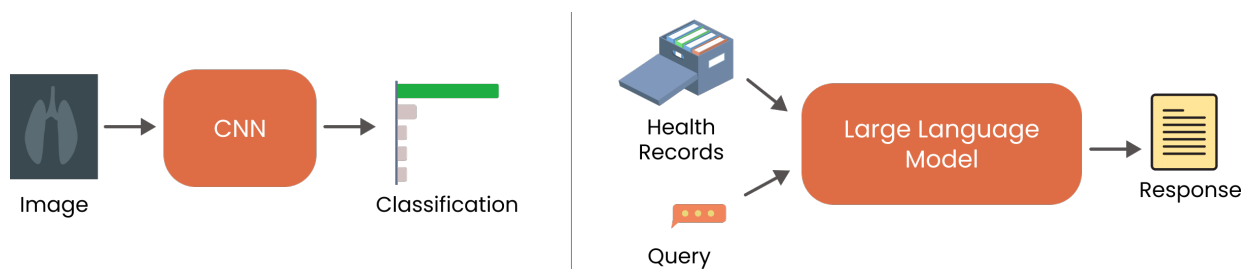 CNN
Image
Classification
Health
Records
Query
Large Language
Model
Response